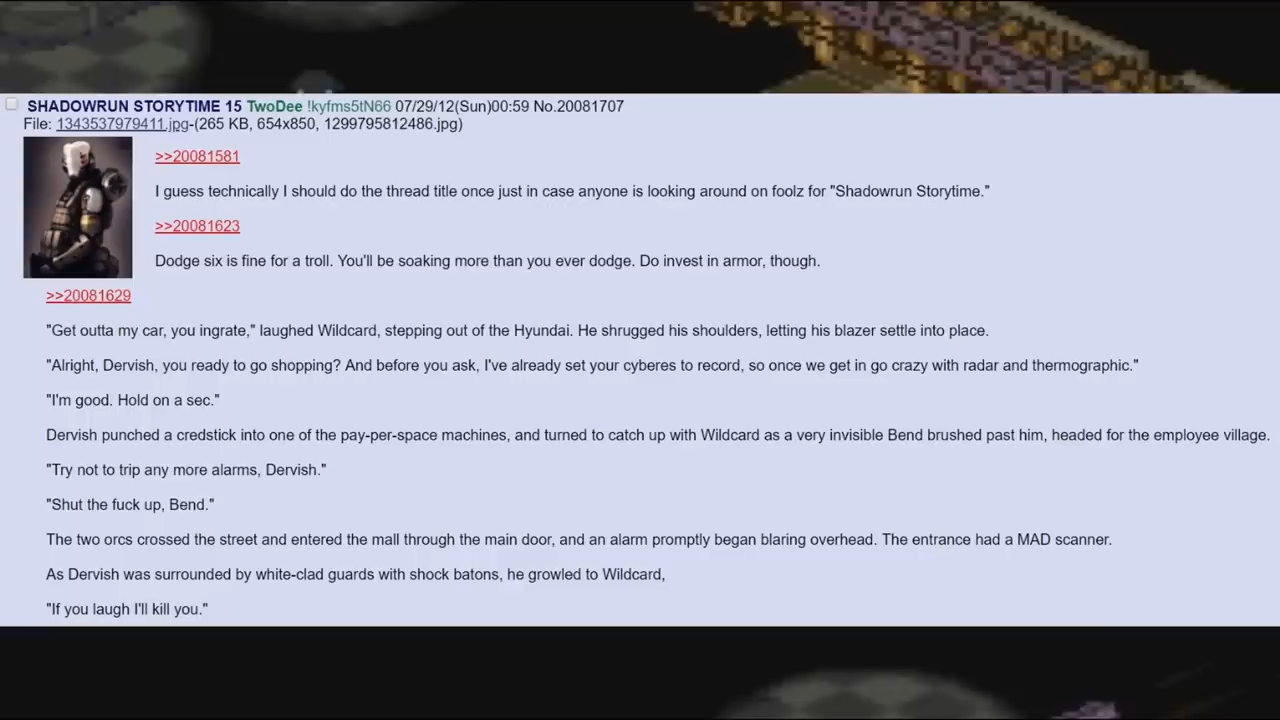 SHADOWRUN STORYTIME 15 TwoDee !kyfms5tN66 07/29/12(Sun)00:59 No.20081707
File: 1343537979411.jpg-(265 KB, 654x850, 1299795812486.jpg)
>>20081581
I guess technically I should do the thread title once just in case anyone is looking around on foolz for "Shadowrun Storytime."
>>20081623
Dodge six is fine for a troll. You'll be soaking more than you ever dodge. Do invest in armor, though.
>>20081629
"Get outta my car, you ingrate," laughed Wildcard, stepping out of the Hyundai. He shrugged his shoulders, letting his blazer settle into place.
"Alright, Dervish, you ready to go shopping? And before you ask, I've already set your cyberes to record, so once we get in go crazy with radar and thermographic."
"I'm good. Hold on a sec."
Dervish punched a credstick into one of the pay-per-space machines, and turned to catch up with Wildcard as a very invisible Bend brushed past him, headed for the employee village.
"Try not to trip any more alarms, Dervish."
"Shut the fuck up, Bend."
The two orcs crossed the street and entered the mall through the main door, and an alarm promptly began blaring overhead. The entrance had a MAD scanner.
As Dervish was surrounded by white-clad guards with shock batons, he growled to Wildcard,
"If you laugh I'll kill you."